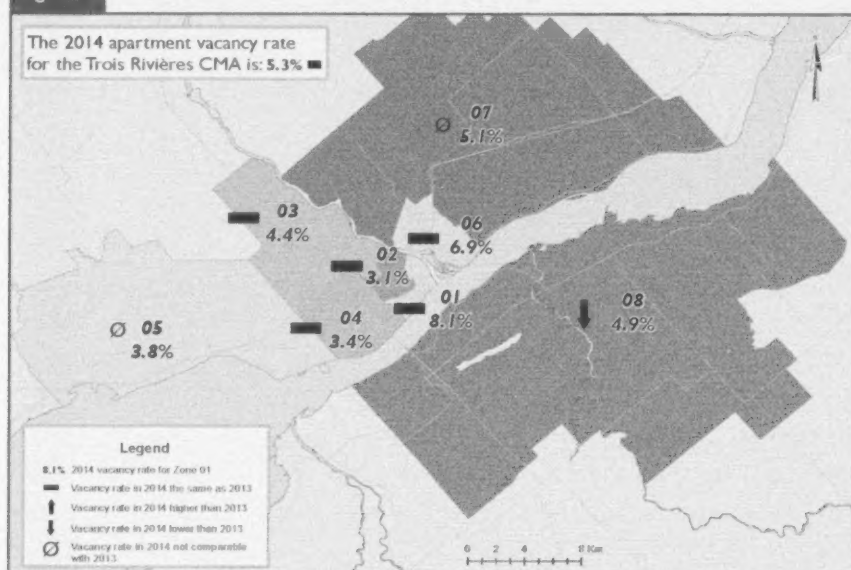 The 2014 apartment vacancy rate
for the Trois Rivières CMA is: 5.3%
07
5.1%
03
4.4%
06
6.9%
02
3.1%
01
8.1%
04
3.4%
05
3.8%
08
4.9%
Legend
8.1% 2014 vacancy rate for Zone 01
Vacancy rate in 2014 the same as 2013
Vacancy rate in 2014 higher than 2013
Vacancy rate in 2014 lower than 2013
Vacancy rate in 2014 not comparable
with 2013
0 2 4 6